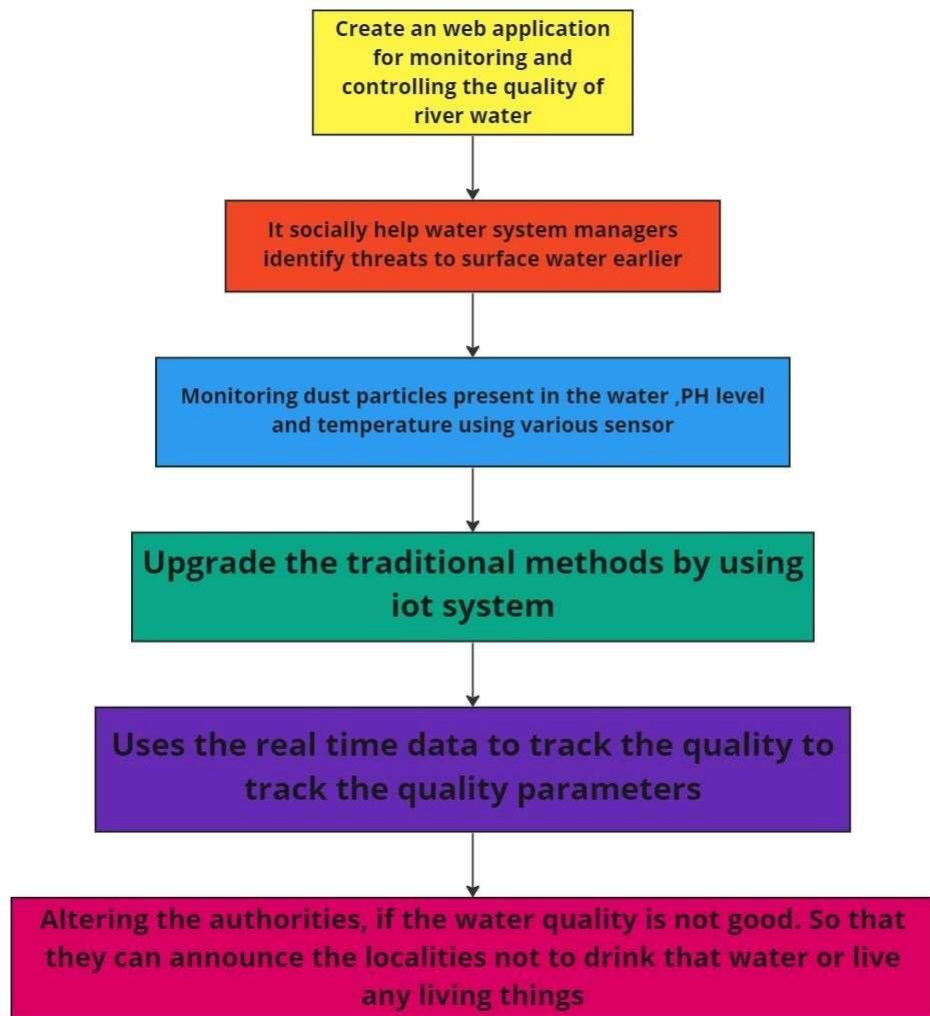 Create an web application
for monitoring and
controlling the quality of
river water
It socially help water system managers
identify threats to surface water earlier
Monitoring dust particles present in the water ,PH level
and temperature using various sensor
Upgrade the traditional methods by using
iot system
Uses the real time data to track the quality to
track the quality parameters
Altering the authorities, if the water quality is not good. So that
they can announce the localities not to drink that water or live
any living things